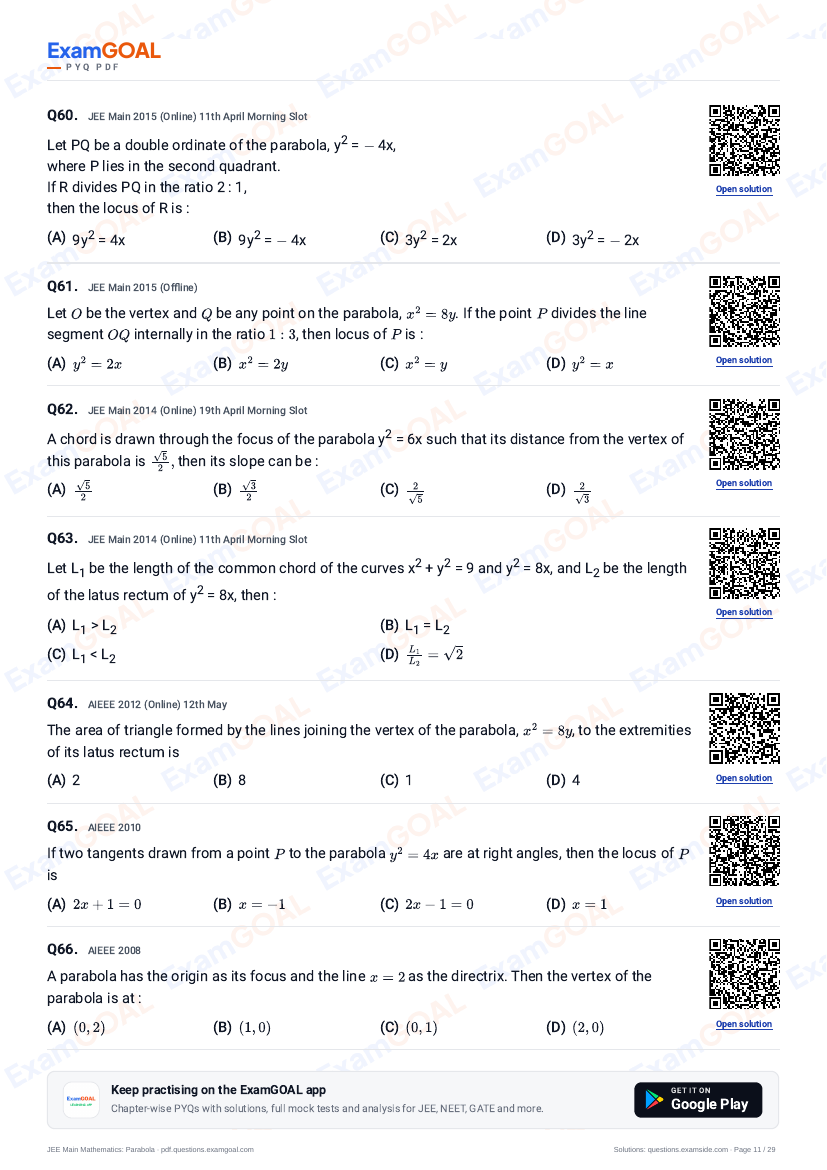 ExamGOAL
PYQ PDF
Q60. JEE Main 2015 (Online) 11th April Morning Slot
Let PQ be a double ordinate of the parabola, y² = − 4x,
where P lies in the second quadrant.
If R divides PQ in the ratio 2 : 1,
then the locus of R is :
(A) 9y² = 4x (B) 9y² = − 4x (C) 3y² = 2x (D) 3y² = − 2x
Open solution
Q61. JEE Main 2015 (Offline)
Let O be the vertex and Q be any point on the parabola, x² = 8y. If the point P divides the line
segment OQ internally in the ratio 1 : 3, then locus of P is :
(A) y² = 2x (B) x² = 2y (C) x² = y (D) y² = x
Open solution
Q62. JEE Main 2014 (Online) 19th April Morning Slot
A chord is drawn through the focus of the parabola y² = 6x such that its distance from the vertex of
this parabola is √5/2, then its slope can be :
(A) √5/2 (B) √3/2 (C) 2/√5 (D) 2/√3
Open solution
Q63. JEE Main 2014 (Online) 11th April Morning Slot
Let L₁ be the length of the common chord of the curves x² + y² = 9 and y² = 8x, and L₂ be the length
of the latus rectum of y² = 8x, then :
(A) L₁ > L₂ (B) L₁ = L₂
(C) L₁ < L₂ (D) L₁/L₂ = √2
Open solution
Q64. AIEEE 2012 (Online) 12th May
The area of triangle formed by the lines joining the vertex of the parabola, x² = 8y, to the extremities
of its latus rectum is
(A) 2 (B) 8 (C) 1 (D) 4
Open solution
Q65. AIEEE 2010
If two tangents drawn from a point P to the parabola y² = 4x are at right angles, then the locus of P
is
(A) 2x + 1 = 0 (B) x = −1 (C) 2x − 1 = 0 (D) x = 1
Open solution
Q66. AIEEE 2008
A parabola has the origin as its focus and the line x = 2 as the directrix. Then the vertex of the
parabola is at :
(A) (0, 2) (B) (1, 0) (C) (0, 1) (D) (2, 0)
Open solution
ExamGOAL
Keep practising on the ExamGOAL app
Chapter-wise PYQs with solutions, full mock tests and analysis for JEE, NEET, GATE and more.
GET IT ON
Google Play
JEE Main Mathematics: Parabola · pdf.questions.examgoal.com
Solutions: questions.examside.com · Page 11 / 29